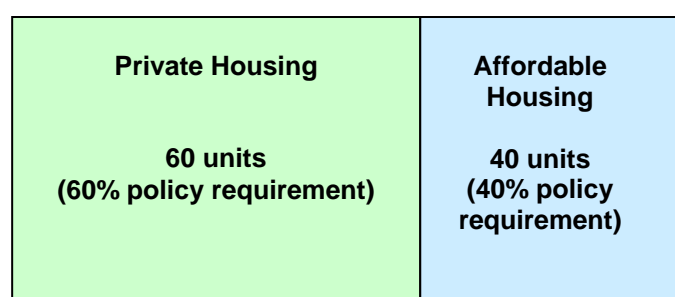 Private Housing
60 units
(60% policy requirement)
Affordable
Housing
40 units
(40% policy
requirement)